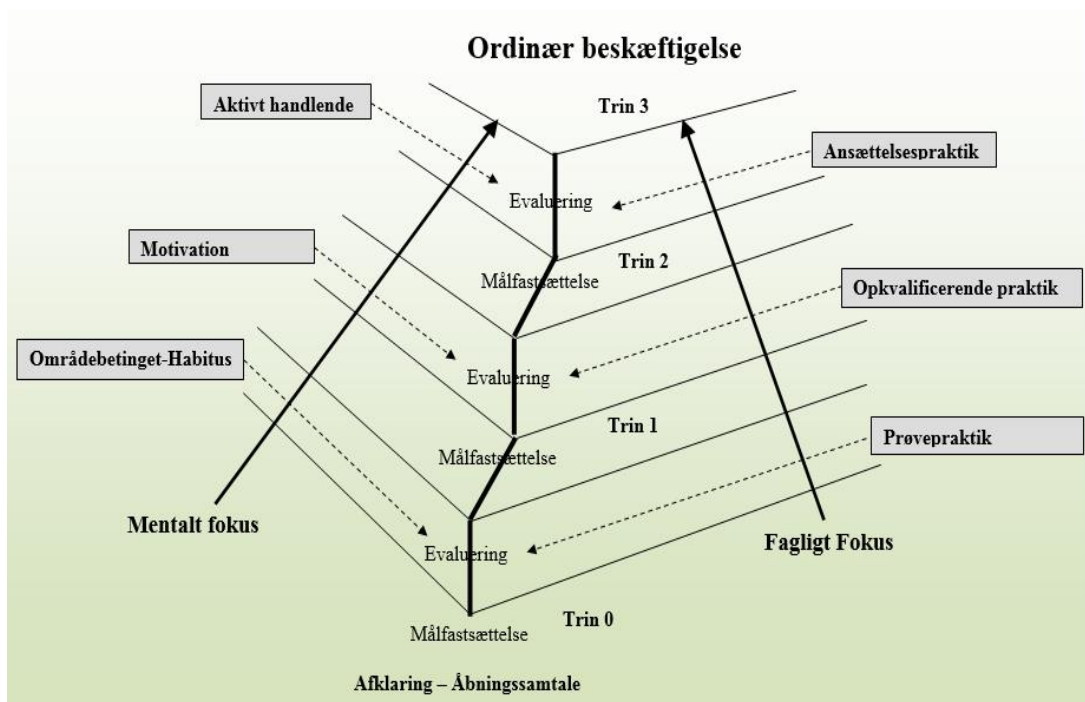 Ordinær beskæftigelse
Aktivt handlende
Trin 3
Ansættelsespraktik
Evaluering
Motivation
Trin 2
Målfastsættelse
Opkvalificerende praktik
Områdebetinget-Habitus
Evaluering
Trin 1
Prøvepraktik
Målfastsættelse
Mentalt fokus
Fagligt Fokus
Evaluering
Trin 0
Målfastsættelse
Afklaring – Åbningssamtale